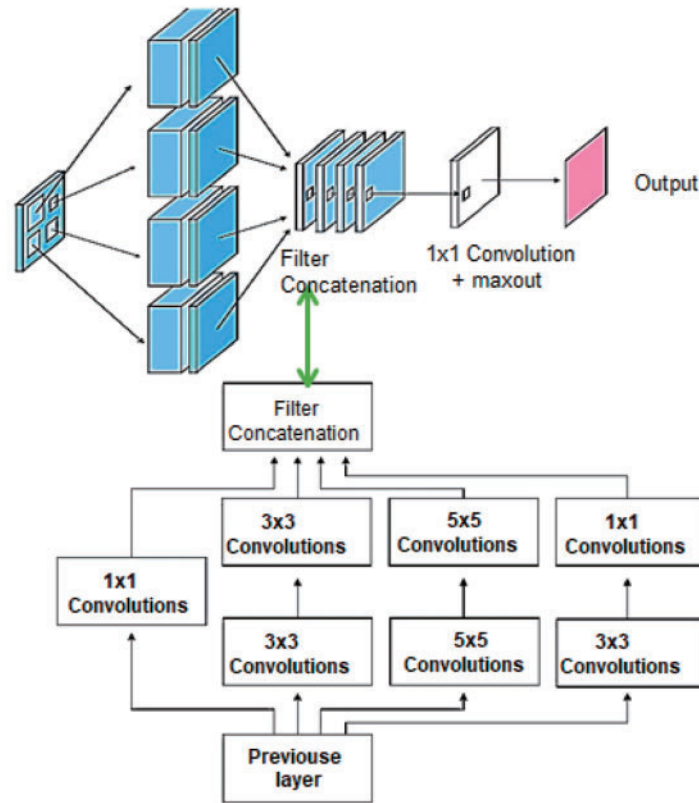 Output
Filter
Concatenation
1x1 Convolution
+ maxout
Filter
Concatenation
3x3
Convolutions
5x5
Convolutions
1x1
Convolutions
1x1
Convolutions
3x3
Convolutions
5x5
Convolutions
3x3
Convolutions
Previouse
layer